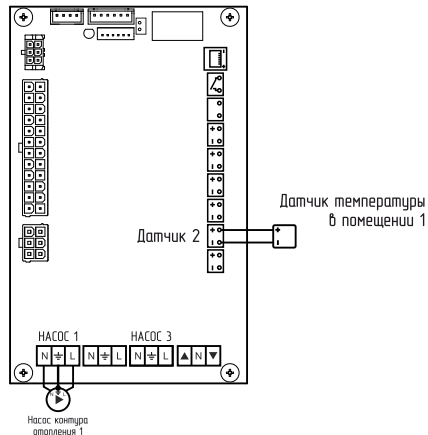 Датчик температуры
в помещении 1
Датчик 2
НАСОС 1
НАСОС 3
N L N L N L N
N L
Насос контура
отопления 1